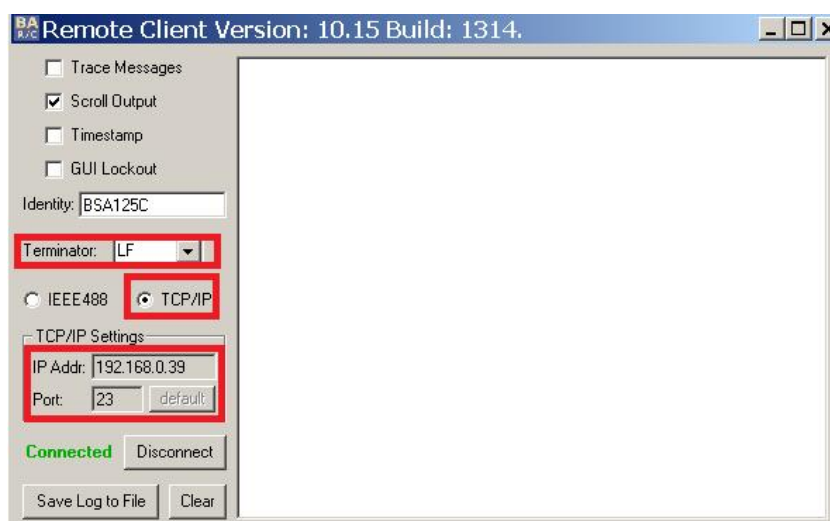 BA R/C Remote Client Version: 10.15 Build: 1314.
Trace Messages
Scroll Output
Timestamp
GUI Lockout
Identity: BSA125C
Terminator: LF
IEEE488 TCP/IP
TCP/IP Settings
IP Addr: 192.168.0.39
Port: 23 default
Connected Disconnect
Save Log to File Clear